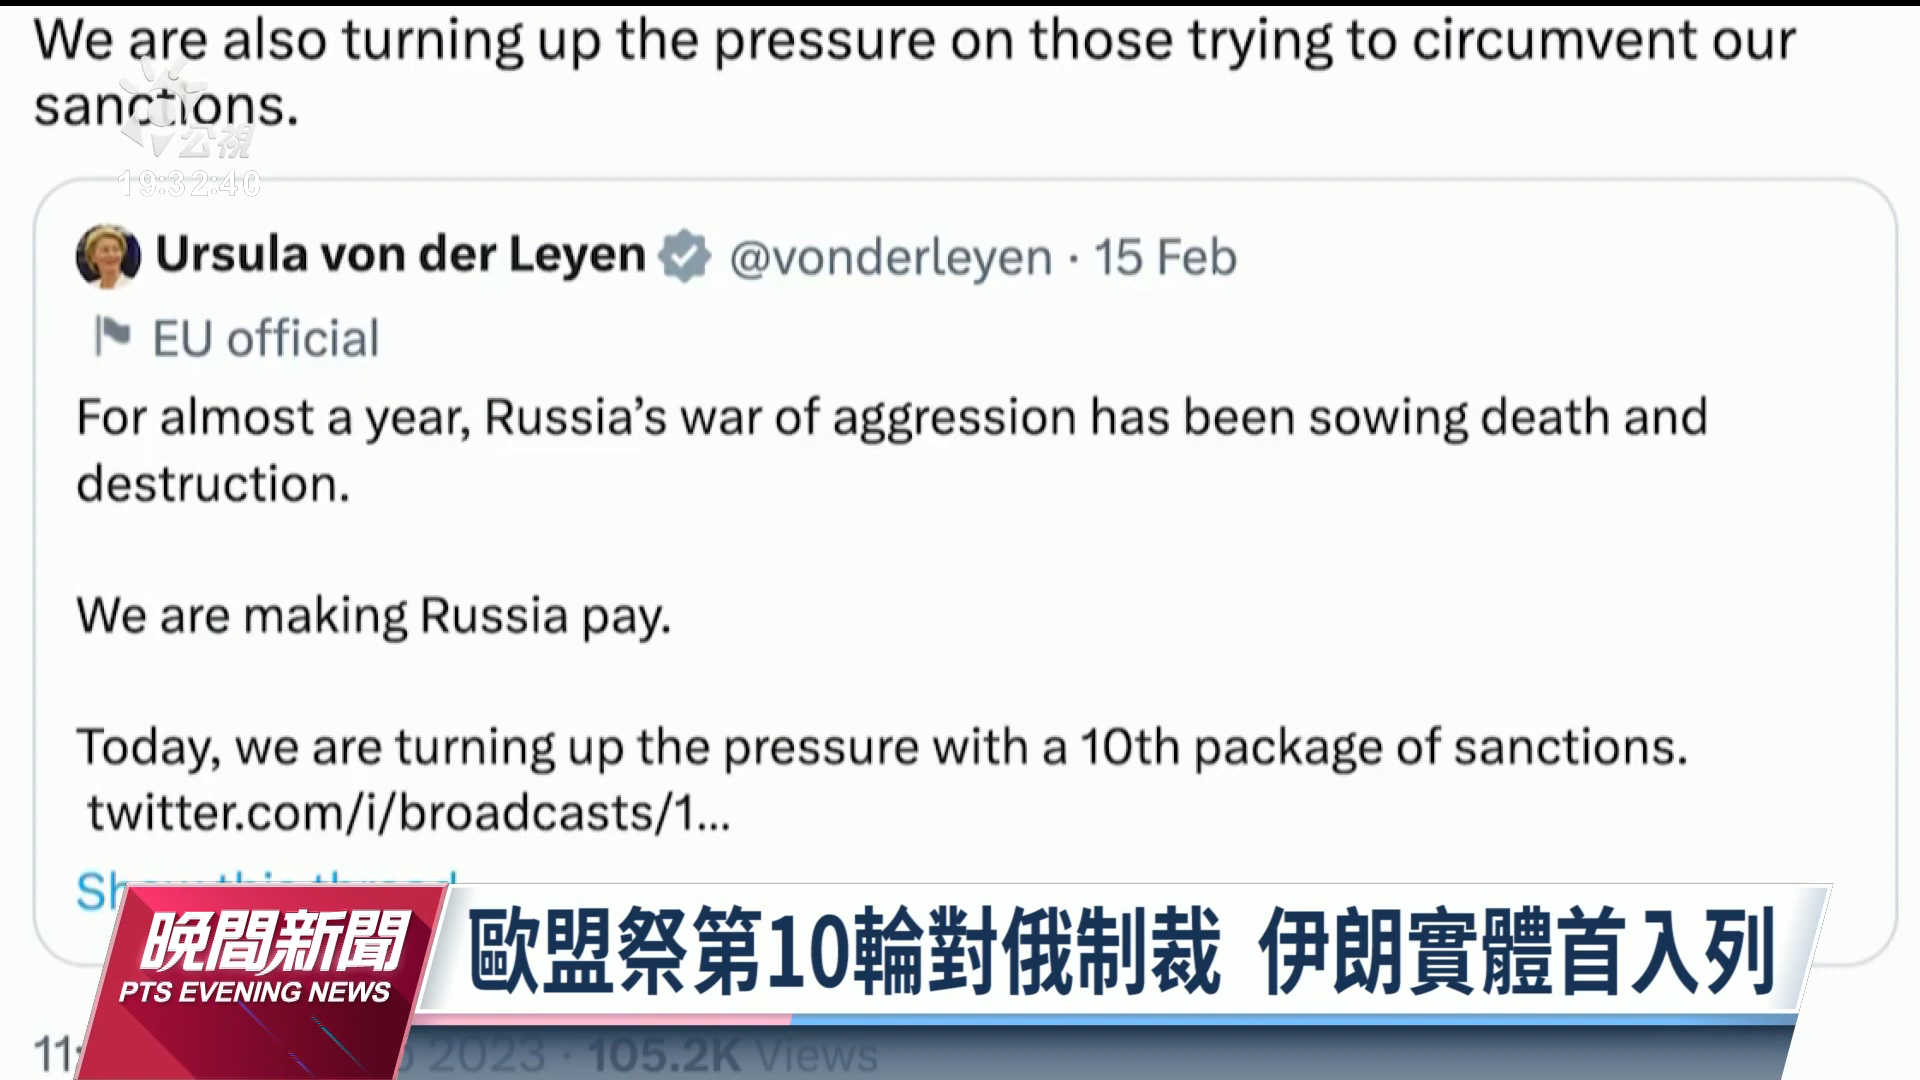 We are also turning up the pressure on those trying to circumvent our
sanctions.
公視
19:32:40
Ursula von der Leyen @vonderleyen · 15 Feb
EU official
For almost a year, Russia’s war of aggression has been sowing death and
destruction.
We are making Russia pay.
Today, we are turning up the pressure with a 10th package of sanctions.
twitter.com/i/broadcasts/1...
Show this thread
晚間新聞
PTS EVENING NEWS
歐盟祭第10輪對俄制裁 伊朗實體首入列
2023 · 105.2K Views